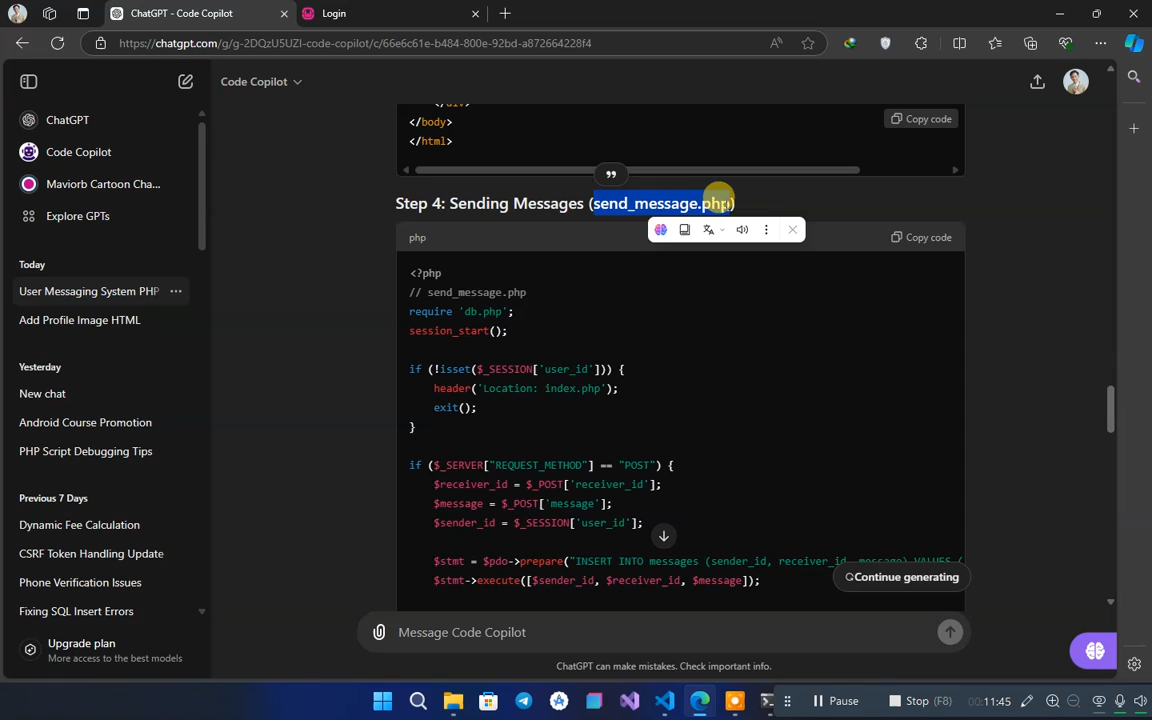 ChatGPT - Code Copilot
Login
https://chatgpt.com/g/g-2DQzU5UZl-code-copilot/c/66e6c61e-b484-800e-92bd-a872664228f4
Code Copilot
ChatGPT
Code Copilot
Maviorb Cartoon Cha...
Explore GPTs
Today
User Messaging System PHP
Add Profile Image HTML
Yesterday
New chat
Android Course Promotion
PHP Script Debugging Tips
Previous 7 Days
Dynamic Fee Calculation
CSRF Token Handling Update
Phone Verification Issues
Fixing SQL Insert Errors
Upgrade plan
More access to the best models
</div>
</body>
</html>
Copy code
Step 4: Sending Messages (send_message.php)
php
Copy code
<?php
// send_message.php
require 'db.php';
session_start();
if (!isset($_SESSION['user_id'])) {
header('Location: index.php');
exit();
}
if ($_SERVER["REQUEST_METHOD"] == "POST") {
$receiver_id = $_POST['receiver_id'];
$message = $_POST['message'];
$sender_id = $_SESSION['user_id'];
$stmt = $pdo->prepare("INSERT INTO messages (sender_id, receiver_id, message) VALUES (
$stmt->execute([$sender_id, $receiver_id, $message]);
Continue generating
Message Code Copilot
ChatGPT can make mistakes. Check important info.
Pause
Stop (F8)
00:11:45